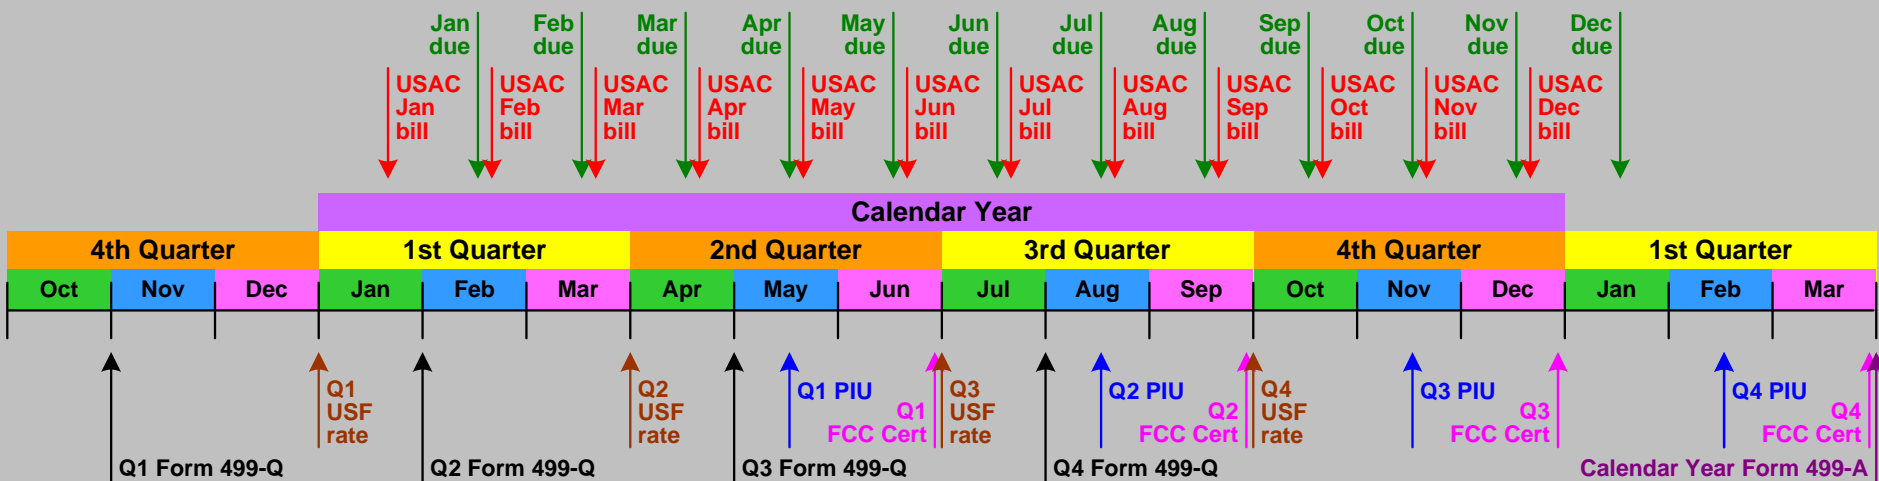 Jan due
Feb due
Mar due
Apr due
May due
Jun due
Jul due
Aug due
Sep due
Oct due
Nov due
Dec due
USAC Jan bill
USAC Feb bill
USAC Mar bill
USAC Apr bill
USAC May bill
USAC Jun bill
USAC Jul bill
USAC Aug bill
USAC Sep bill
USAC Oct bill
USAC Nov bill
USAC Dec bill
Calendar Year
4th Quarter 1st Quarter 2nd Quarter 3rd Quarter 4th Quarter 1st Quarter
Oct Nov Dec Jan Feb Mar Apr May Jun Jul Aug Sep Oct Nov Dec Jan Feb Mar
Q1 USF rate
Q2 USF rate
Q1 PIU
Q1 FCC Cert
Q3 USF rate
Q2 PIU
Q2 FCC Cert
Q4 USF rate
Q3 PIU
Q3 FCC Cert
Q4 PIU
Q4 FCC Cert
Q1 Form 499-Q
Q2 Form 499-Q
Q3 Form 499-Q
Q4 Form 499-Q
Calendar Year Form 499-A